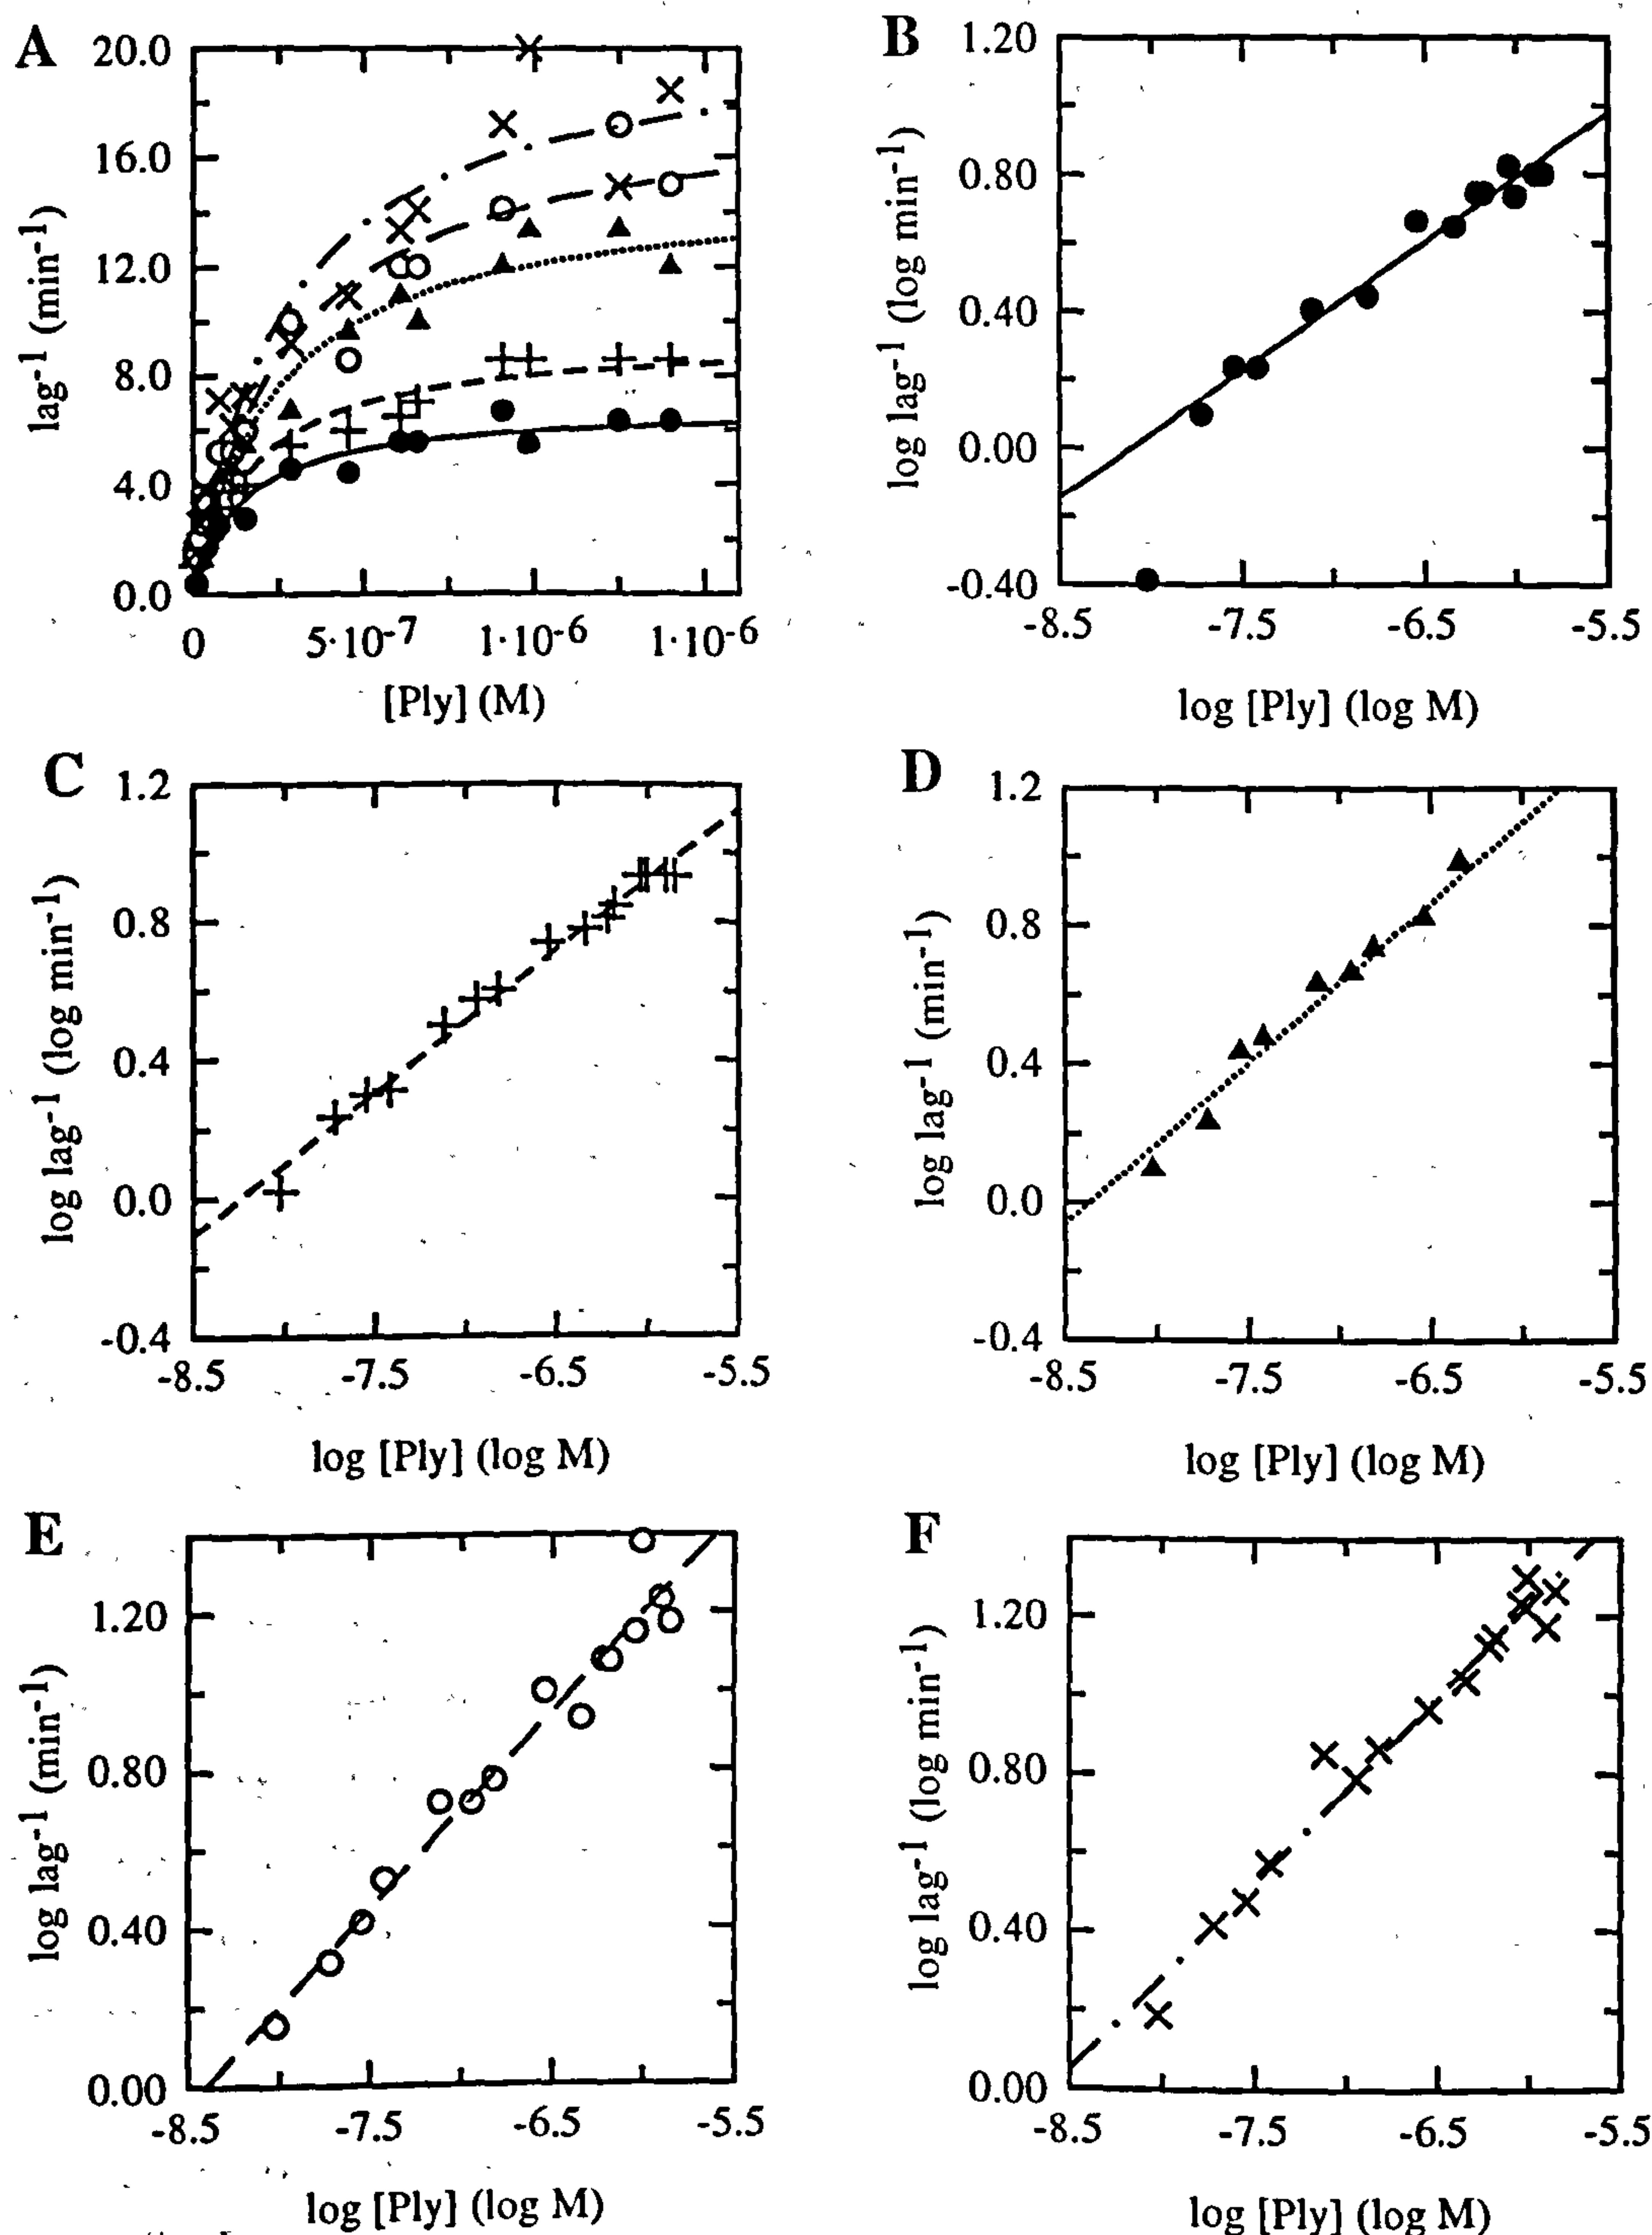 A
20.0
16.0
12.0
8.0
4.0
0.0
lag⁻¹ (min⁻¹)
0 5·10⁻⁷ 1·10⁻⁶ 1·10⁻⁶
[Ply] (M)
B
1.20
0.80
0.40
0.00
-0.40
log lag⁻¹ (log min⁻¹)
-8.5 -7.5 -6.5 -5.5
log [Ply] (log M)
C
1.2
0.8
0.4
0.0
-0.4
log lag⁻¹ (log min⁻¹)
-8.5 -7.5 -6.5 -5.5
log [Ply] (log M)
D
1.2
0.8
0.4
0.0
-0.4
log lag⁻¹ (min⁻¹)
-8.5 -7.5 -6.5 -5.5
log [Ply] (log M)
E
1.20
0.80
0.40
0.00
log lag⁻¹ (min⁻¹)
-8.5 -7.5 -6.5 -5.5
log [Ply] (log M)
F
1.20
0.80
0.40
0.00
log lag⁻¹ (log min⁻¹)
-8.5 -7.5 -6.5 -5.5
log [Ply] (log M)